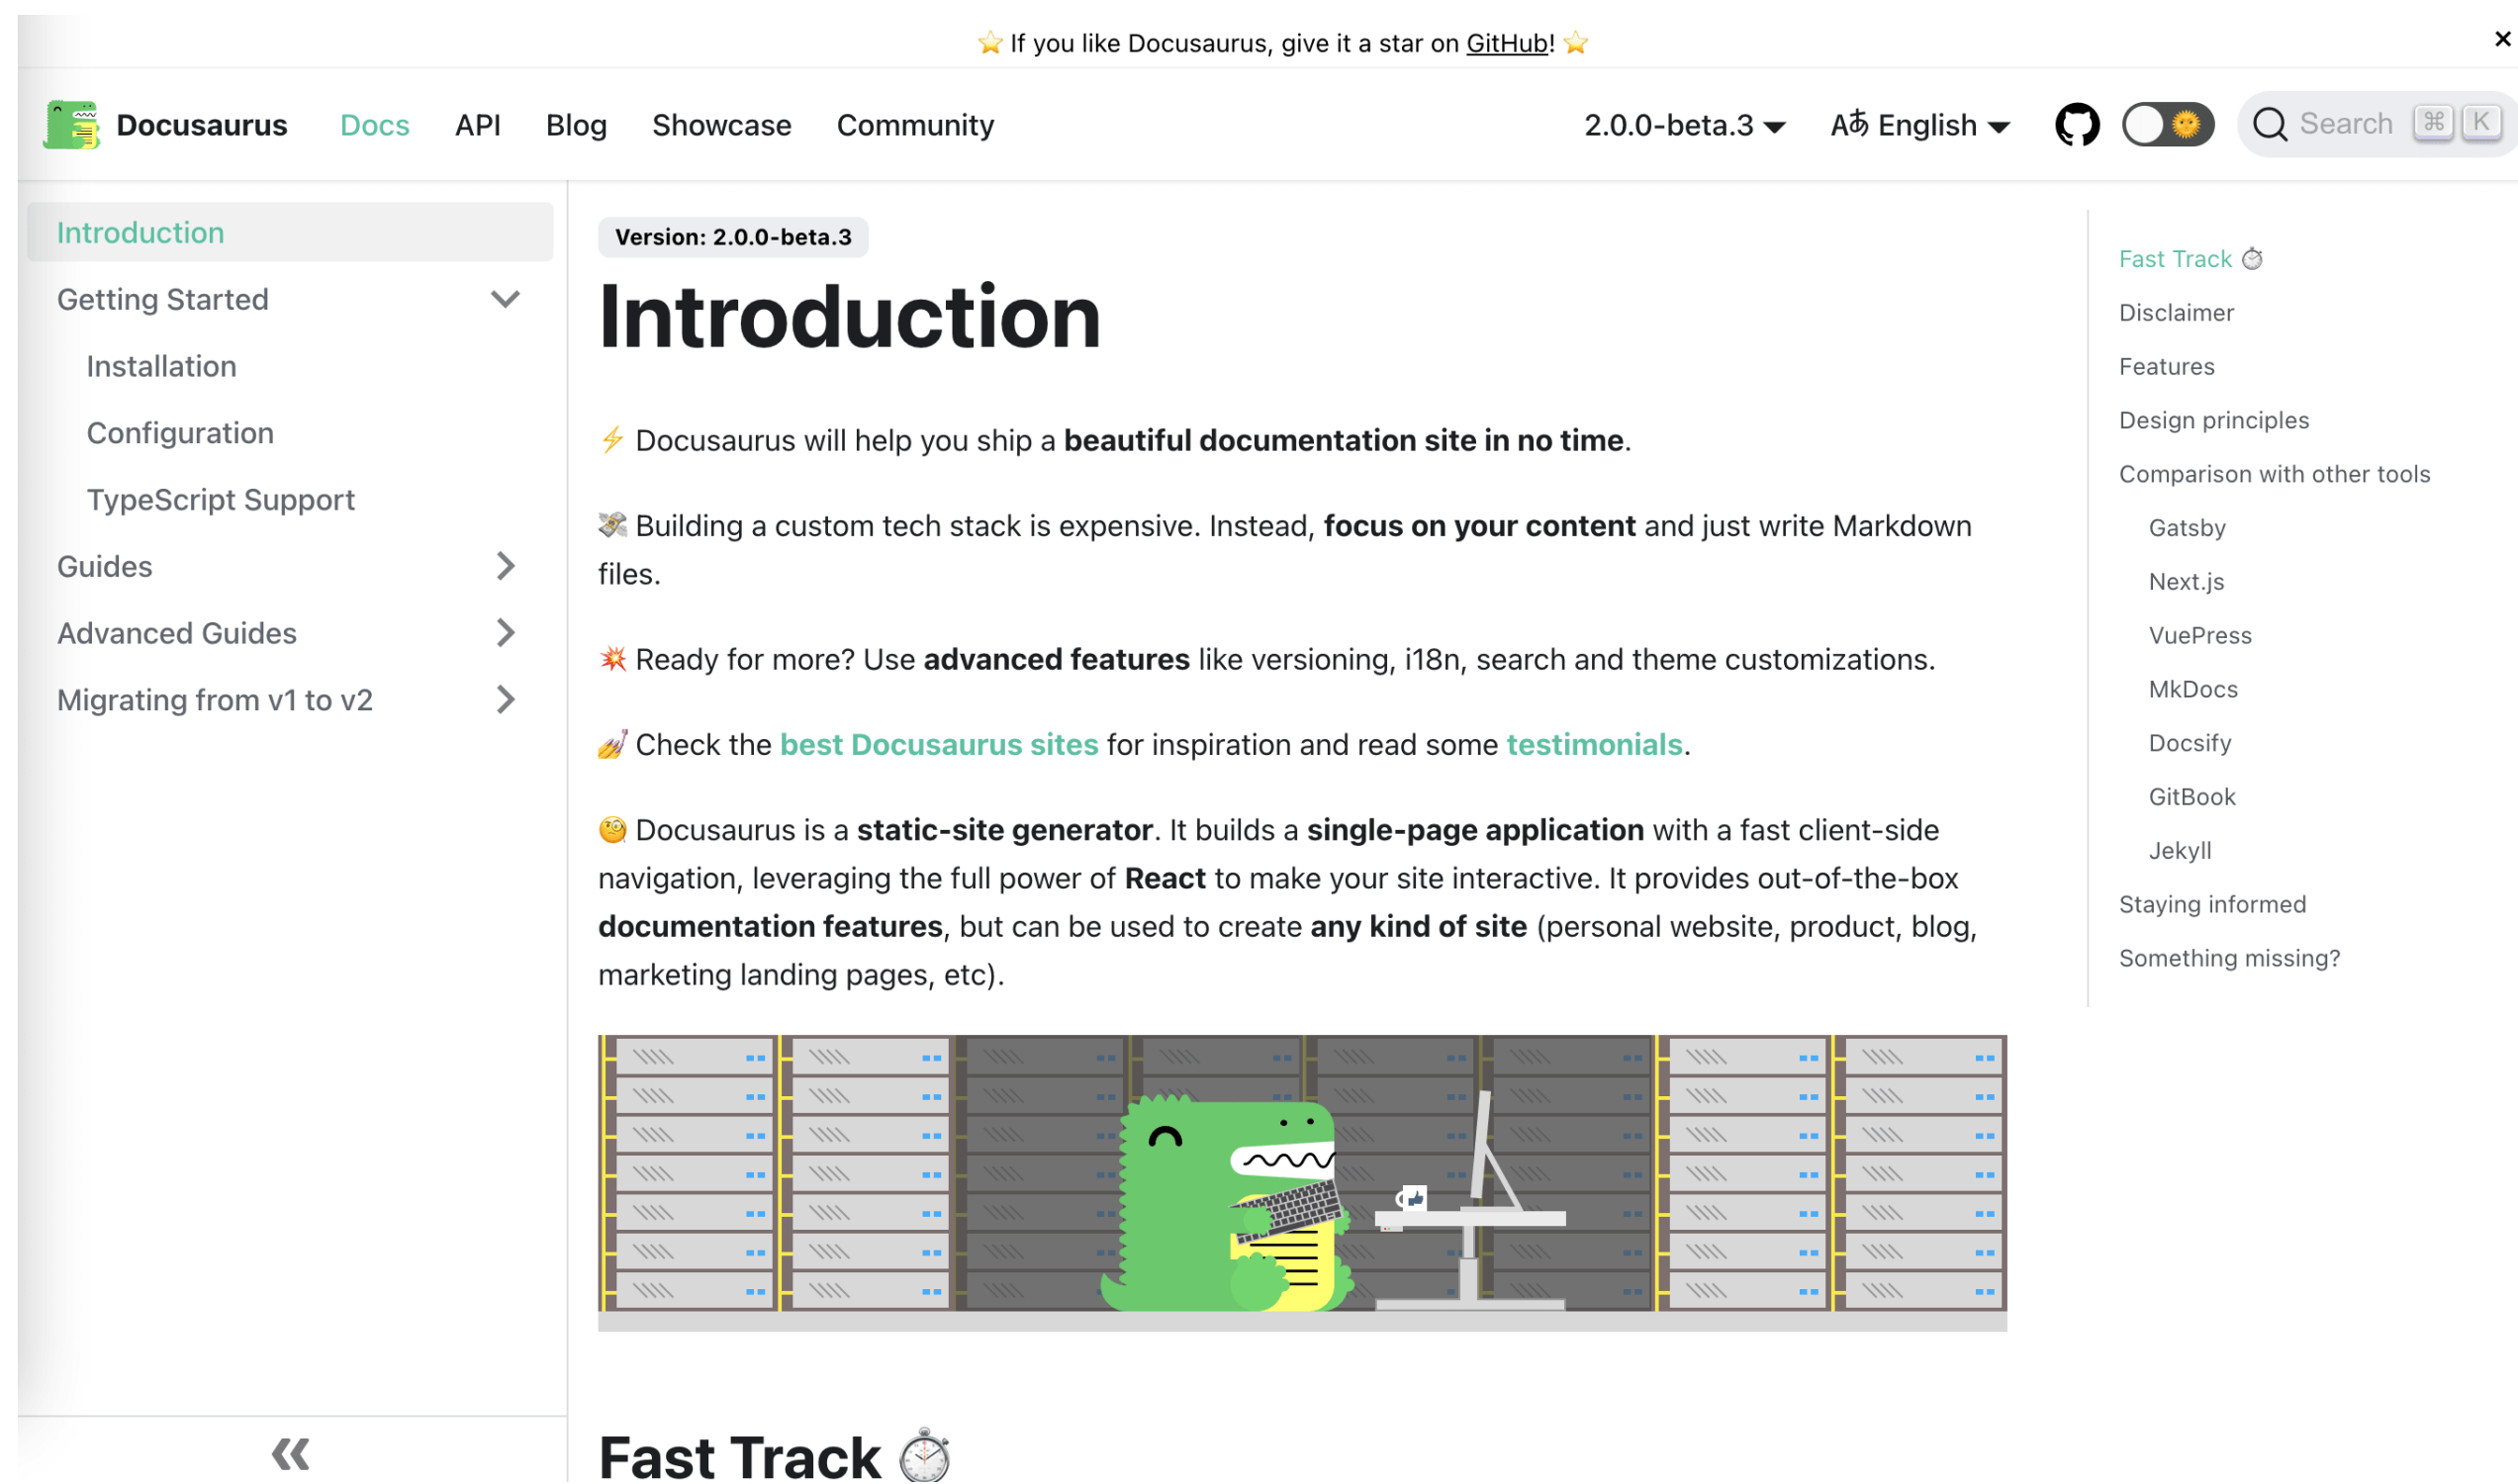 ⭐ If you like Docusaurus, give it a star on GitHub! ⭐
Docusaurus Docs API Blog Showcase Community 2.0.0-beta.3 Aあ English Search ⌘ K
Introduction
Getting Started
Installation
Configuration
TypeScript Support
Guides
Advanced Guides
Migrating from v1 to v2
Version: 2.0.0-beta.3
Introduction
⚡ Docusaurus will help you ship a beautiful documentation site in no time.
💸 Building a custom tech stack is expensive. Instead, focus on your content and just write Markdown
files.
💥 Ready for more? Use advanced features like versioning, i18n, search and theme customizations.
💅 Check the best Docusaurus sites for inspiration and read some testimonials.
🧐 Docusaurus is a static-site generator. It builds a single-page application with a fast client-side
navigation, leveraging the full power of React to make your site interactive. It provides out-of-the-box
documentation features, but can be used to create any kind of site (personal website, product, blog,
marketing landing pages, etc).
Fast Track ⏱️
Fast Track ⏱️
Disclaimer
Features
Design principles
Comparison with other tools
Gatsby
Next.js
VuePress
MkDocs
Docsify
GitBook
Jekyll
Staying informed
Something missing?